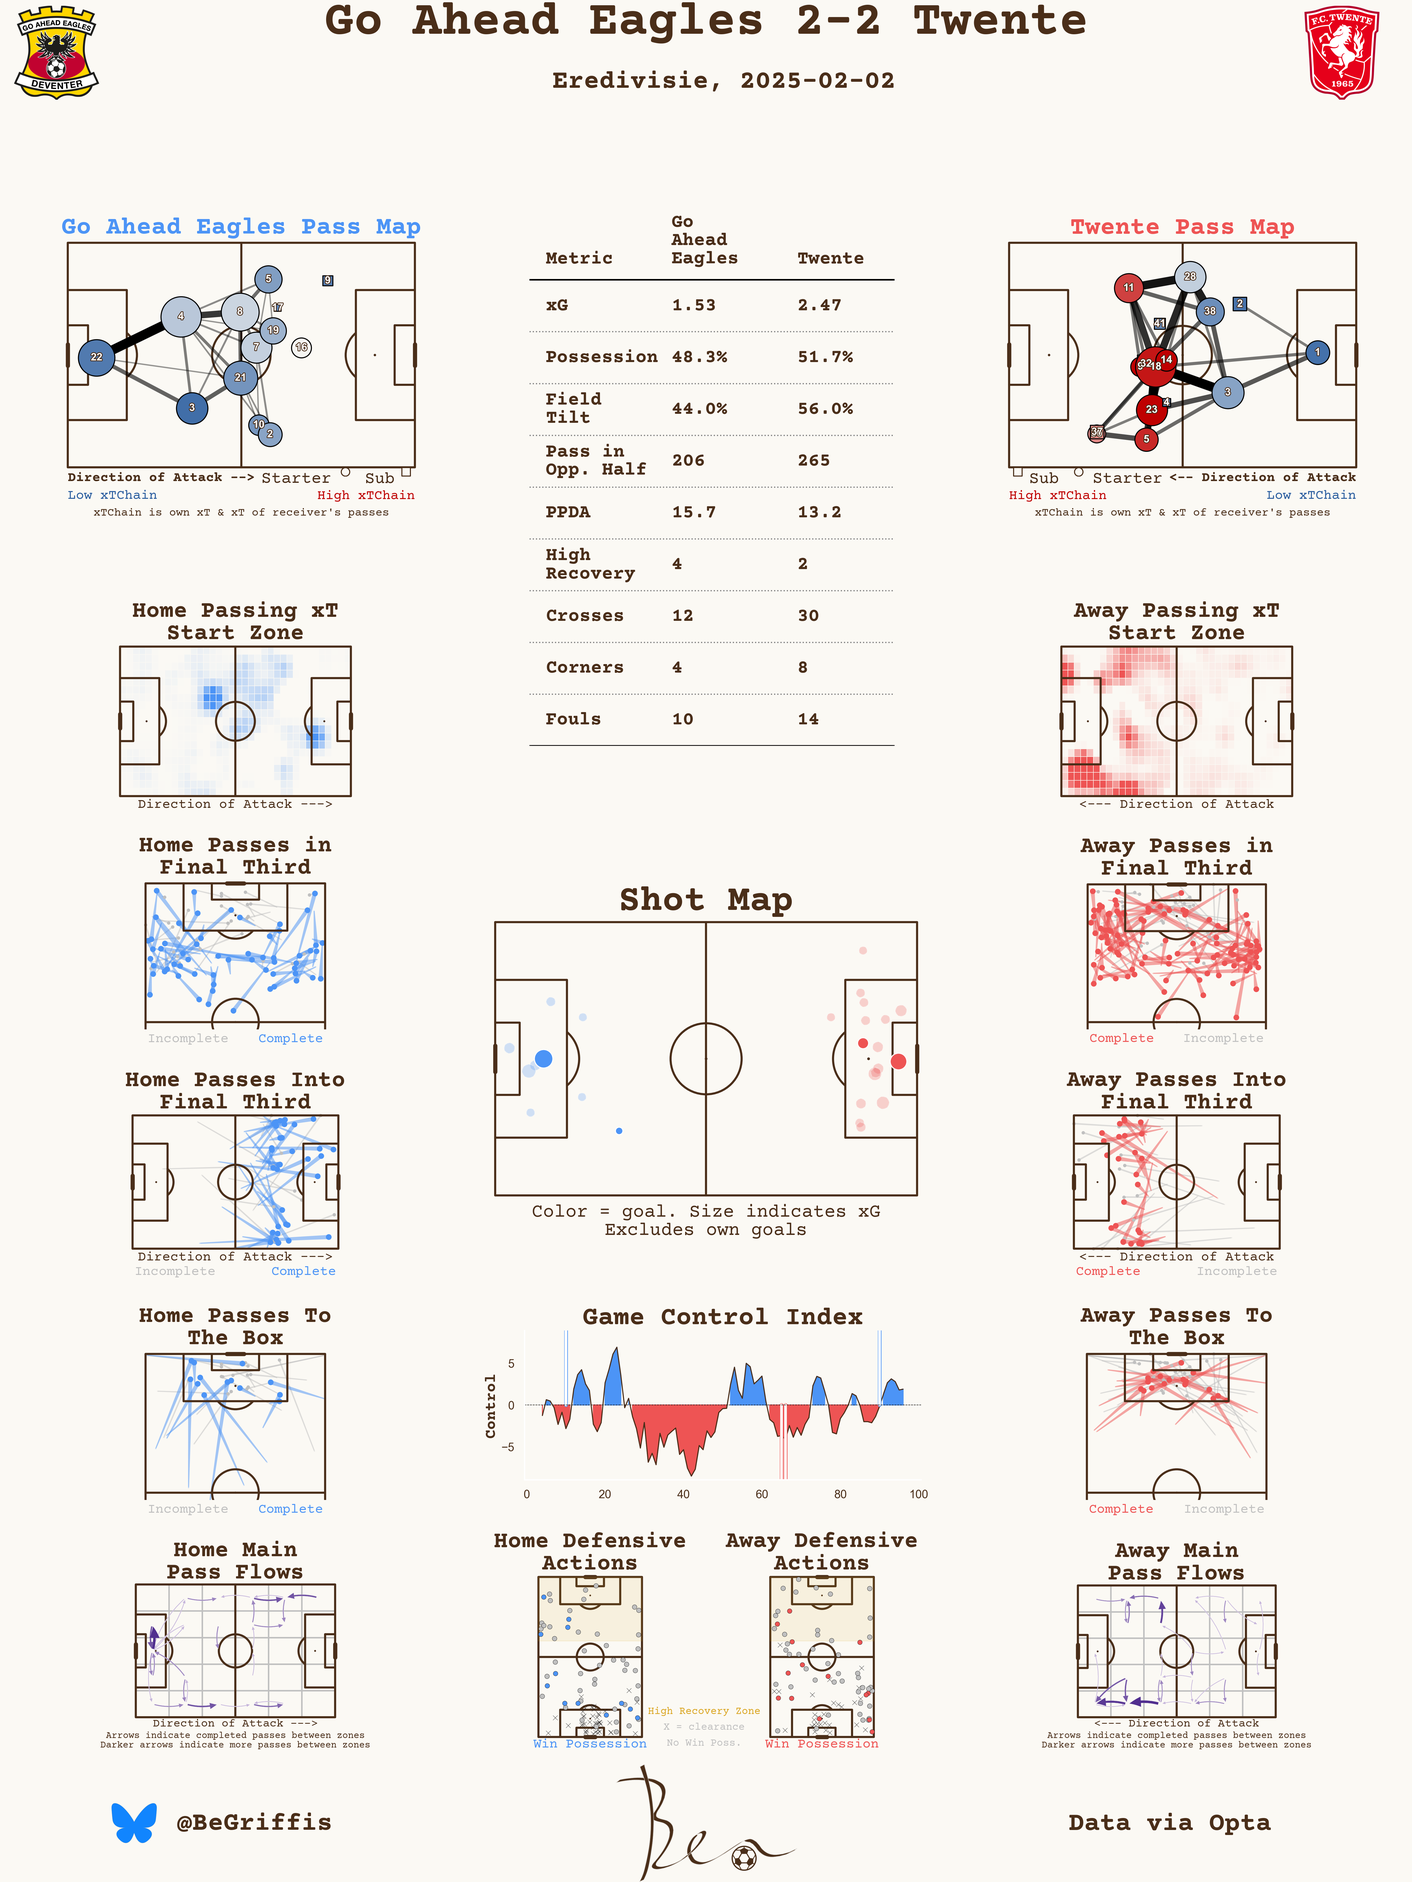 Go Ahead Eagles 2-2 Twente
Eredivisie, 2025-02-02
GO AHEAD EAGLES
DEVENTER
F.C. TWENTE
1965
Go Ahead Eagles Pass Map
5
9
17
4
8
19
7
16
22
21
3
10
2
Direction of Attack --> Starter Sub
Low xTChain High xTChain
xTChain is own xT & xT of receiver's passes
Metric Go Ahead Eagles Twente
xG 1.53 2.47
Possession 48.3% 51.7%
Field Tilt 44.0% 56.0%
Pass in Opp. Half 206 265
PPDA 15.7 13.2
High Recovery 4 2
Crosses 12 30
Corners 4 8
Fouls 10 14
Twente Pass Map
28
11
2
38
41
1
9
32
18
14
3
4
23
37
5
Sub Starter <-- Direction of Attack
High xTChain Low xTChain
xTChain is own xT & xT of receiver's passes
Home Passing xT
Start Zone
Direction of Attack --->
Away Passing xT
Start Zone
<--- Direction of Attack
Home Passes in
Final Third
Incomplete Complete
Away Passes in
Final Third
Complete Incomplete
Shot Map
Color = goal. Size indicates xG
Excludes own goals
Home Passes Into
Final Third
Direction of Attack --->
Incomplete Complete
Away Passes Into
Final Third
<--- Direction of Attack
Complete Incomplete
Home Passes To
The Box
Incomplete Complete
Game Control Index
Control
5
0
−5
0 20 40 60 80 100
Away Passes To
The Box
Complete Incomplete
Home Main
Pass Flows
Direction of Attack --->
Arrows indicate completed passes between zones
Darker arrows indicate more passes between zones
Home Defensive
Actions
Win Possession
Away Defensive
Actions
Win Possession
High Recovery Zone
X = clearance
No Win Poss.
Away Main
Pass Flows
<--- Direction of Attack
Arrows indicate completed passes between zones
Darker arrows indicate more passes between zones
@BeGriffis
Ben
Data via Opta